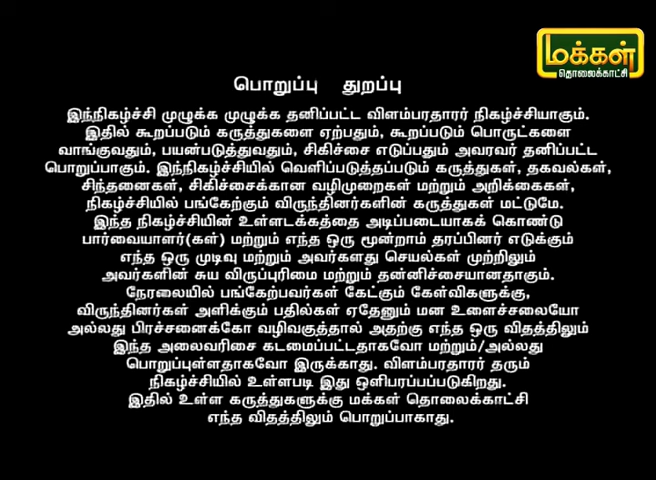 மக்கள்
தொலைக்காட்சி
பொறுப்பு துறப்பு
இந்நிகழ்ச்சி முழுக்க முழுக்க தனிப்பட்ட விளம்பரதாரர் நிகழ்ச்சியாகும்.
இதில் கூறப்படும் கருத்துகளை ஏற்பதும், கூறப்படும் பொருட்களை
வாங்குவதும், பயன்படுத்துவதும், சிகிச்சை எடுப்பதும் அவரவர் தனிப்பட்ட
பொறுப்பாகும். இந்நிகழ்ச்சியில் வெளிப்படுத்தப்படும் கருத்துகள், தகவல்கள்,
சிந்தனைகள், சிகிச்சைக்கான வழிமுறைகள் மற்றும் அறிக்கைகள்,
நிகழ்ச்சியில் பங்கேற்கும் விருந்தினர்களின் கருத்துகள் மட்டுமே.
இந்த நிகழ்ச்சியின் உள்ளடக்கத்தை அடிப்படையாகக் கொண்டு
பார்வையாளர்(கள்) மற்றும் எந்த ஒரு மூன்றாம் தரப்பினர் எடுக்கும்
எந்த ஒரு முடிவு மற்றும் அவர்களது செயல்கள் முற்றிலும்
அவர்களின் சுய விருப்புரிமை மற்றும் தன்னிச்சையானதாகும்.
நேரலையில் பங்கேற்பவர்கள் கேட்கும் கேள்விகளுக்கு,
விருந்தினர்கள் அளிக்கும் பதில்கள் ஏதேனும் மன உளைச்சலையோ
அல்லது பிரச்சனைக்கோ வழிவகுத்தால் அதற்கு எந்த ஒரு விதத்திலும்
இந்த அலைவரிசை கடமைப்பட்டதாகவோ மற்றும்/அல்லது
பொறுப்புள்ளதாகவோ இருக்காது. விளம்பரதாரர் தரும்
நிகழ்ச்சியில் உள்ளபடி இது ஒளிபரப்பப்படுகிறது.
இதில் உள்ள கருத்துகளுக்கு மக்கள் தொலைக்காட்சி
எந்த விதத்திலும் பொறுப்பாகாது.